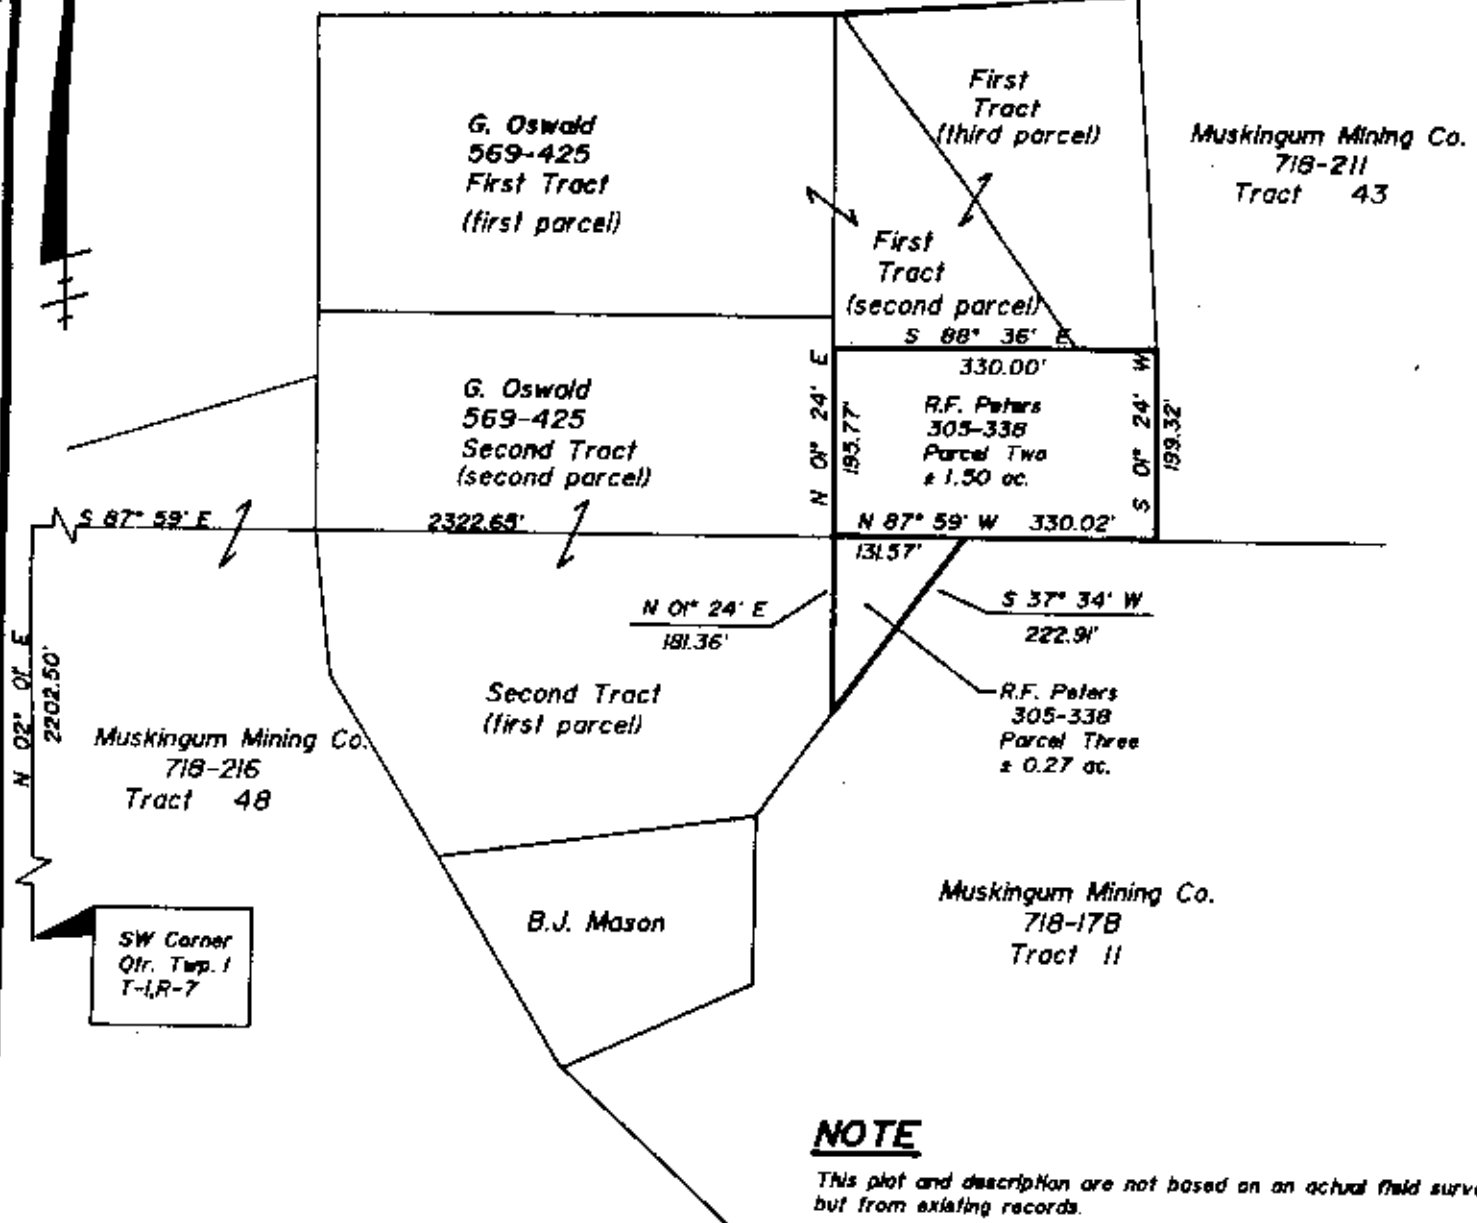 G. Oswald
569-425
First Tract
(first parcel)
First
Tract
(third parcel)
Muskingum Mining Co.
718-211
Tract 43
First
Tract
(second parcel)
S 88° 36' E
330.00'
G. Oswald
569-425
Second Tract
(second parcel)
N 01° 24' E
195.77'
R.F. Peters
305-338
Parcel Two
± 1.50 ac.
S 01° 24' W
199.32'
S 87° 59' E
2322.65'
N 87° 59' W 330.02'
131.57'
N 01° 24' E
181.36'
S 37° 34' W
222.91'
N 02° 01' E
2202.50'
Second Tract
(first parcel)
R.F. Peters
305-338
Parcel Three
± 0.27 ac.
Muskingum Mining Co.
718-216
Tract 48
B.J. Mason
Muskingum Mining Co.
718-178
Tract 11
SW Corner
Qtr. Twp. 1
T-1,R-7
NOTE
This plat and description are not based on an actual field surve
but from existing records.